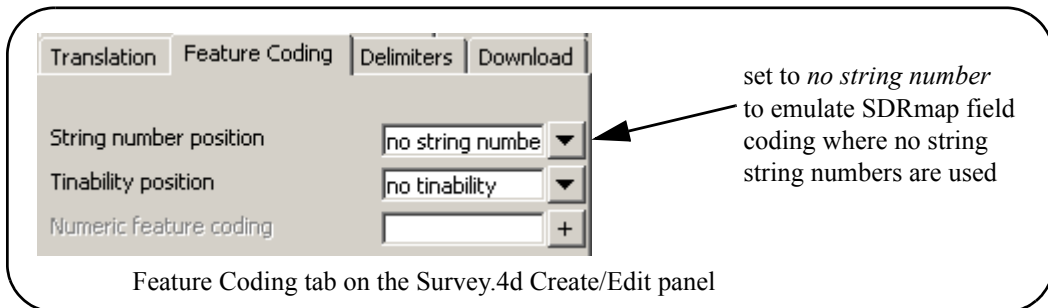 Translation Feature Coding Delimiters Download
String number position no string numbe
Tinability position no tinability
Numeric feature coding +
set to no string number
to emulate SDRmap field
coding where no string
string numbers are used
Feature Coding tab on the Survey.4d Create/Edit panel